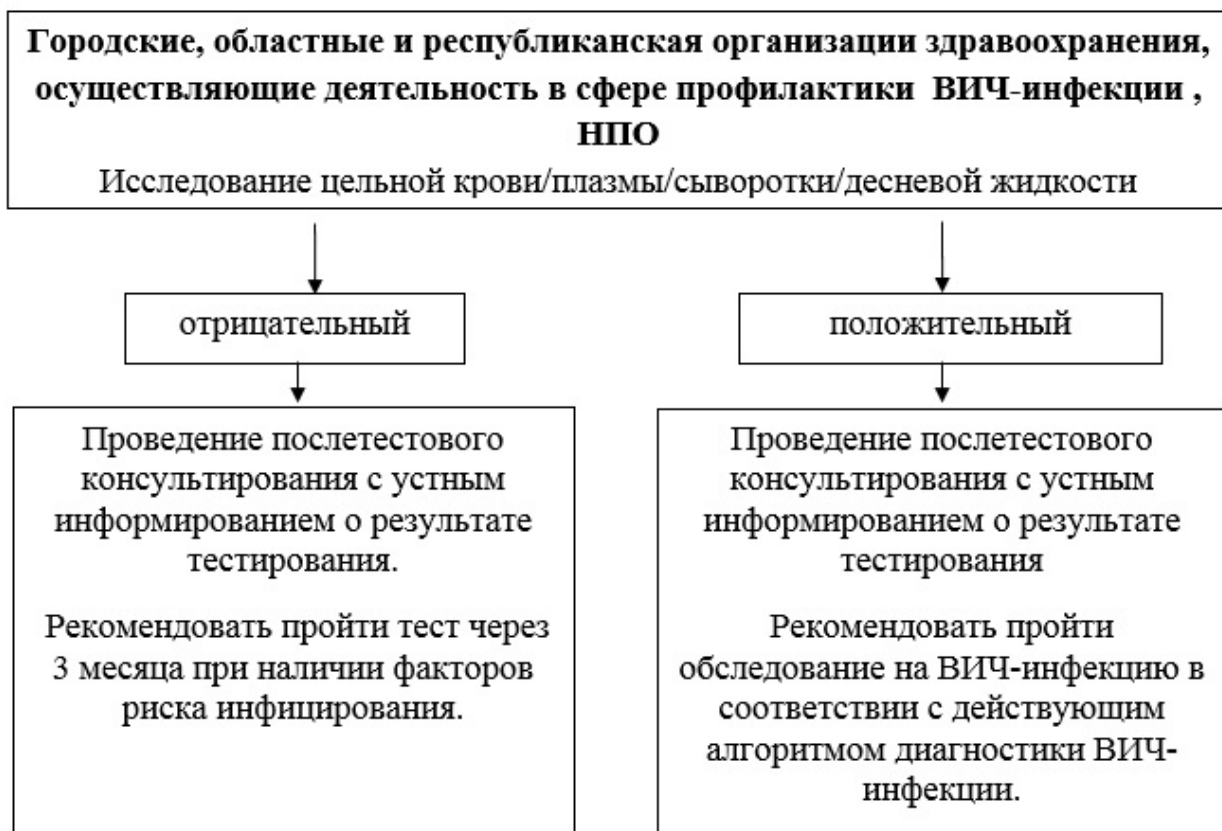 Городские, областные и республиканская организации здравоохранения,
осуществляющие деятельность в сфере профилактики ВИЧ-инфекции ,
НПО
Исследование цельной крови/плазмы/сыворотки/десневой жидкости
отрицательный
положительный
Проведение послетестового
консультирования с устным
информированием о результате
тестирования.
Рекомендовать пройти тест через
3 месяца при наличии факторов
риска инфицирования.
Проведение послетестового
консультирования с устным
информированием о результате
тестирования
Рекомендовать пройти
обследование на ВИЧ-инфекцию в
соответствии с действующим
алгоритмом диагностики ВИЧ-
инфекции.